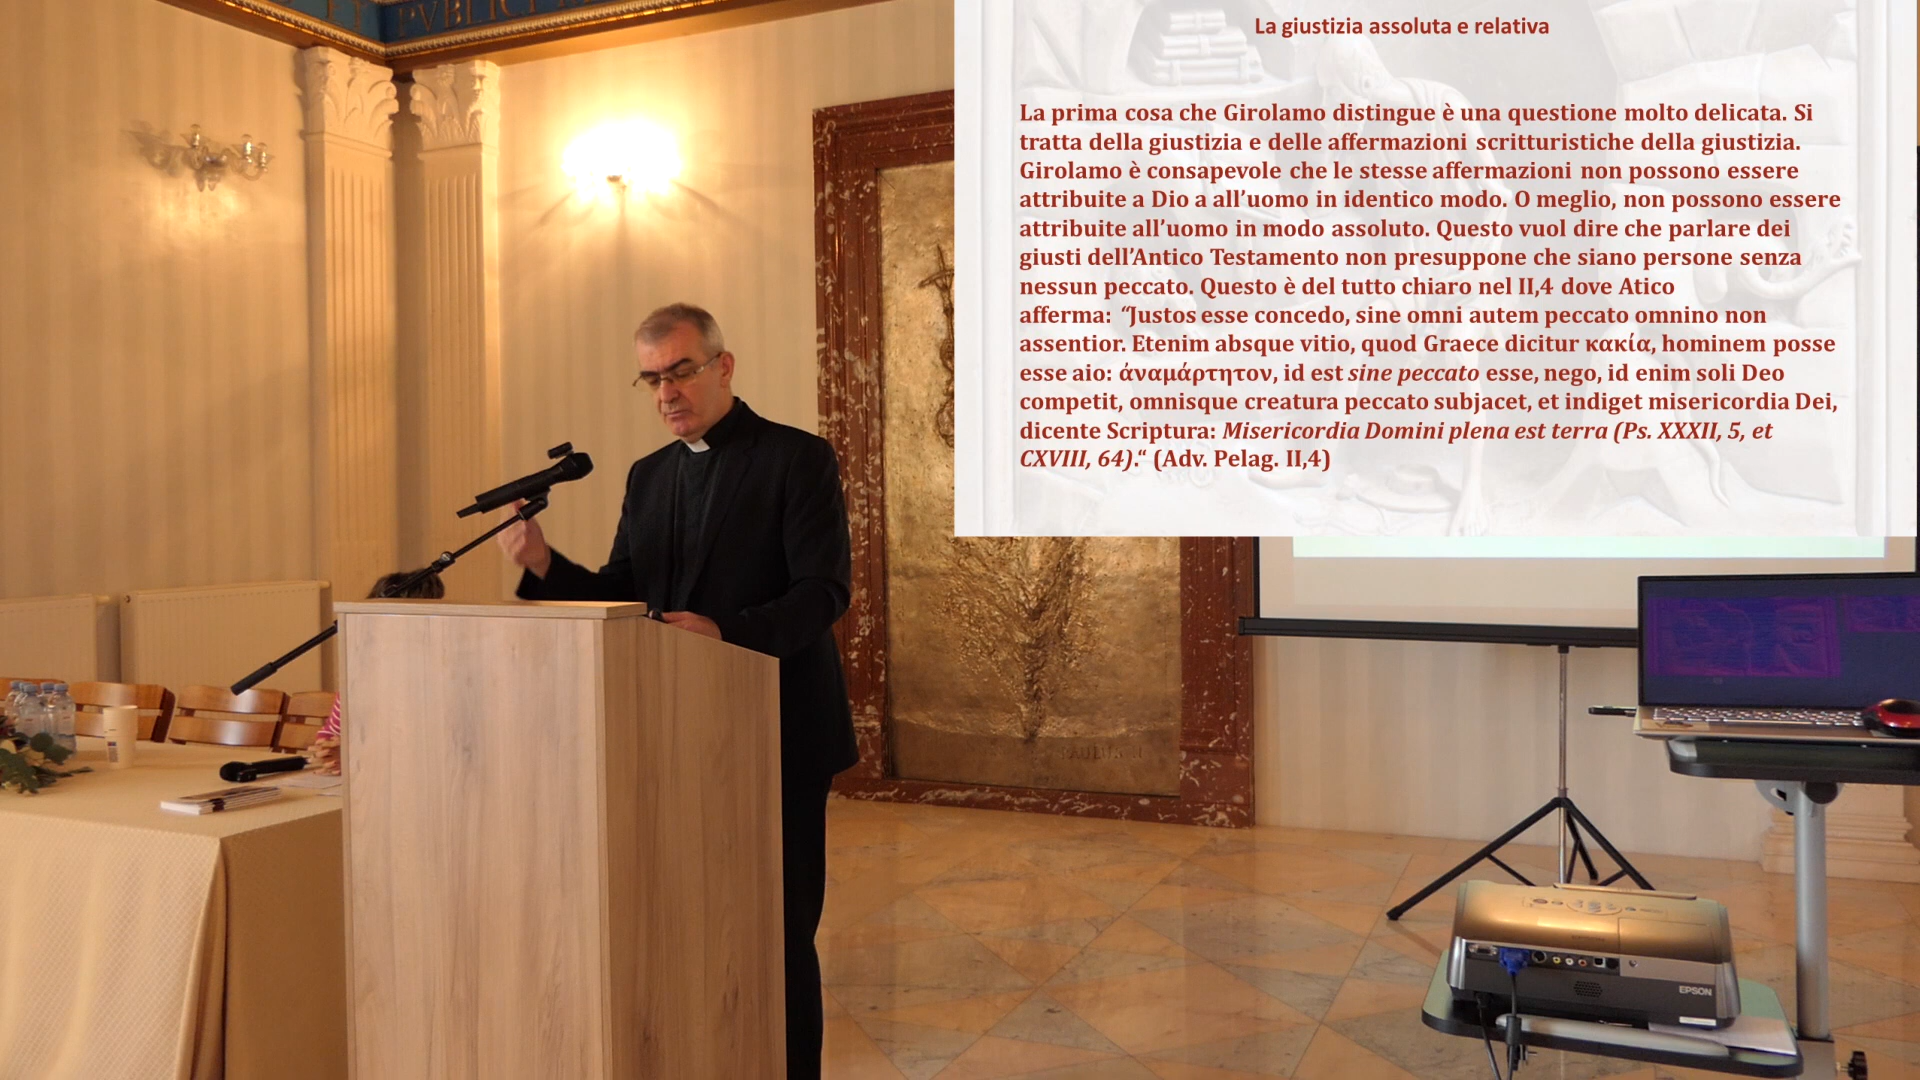 PVBLICI
La giustizia assoluta e relativa
La prima cosa che Girolamo distingue è una questione molto delicata. Si
tratta della giustizia e delle affermazioni scritturistiche della giustizia.
Girolamo è consapevole che le stesse affermazioni non possono essere
attribuite a Dio a all’uomo in identico modo. O meglio, non possono essere
attribuite all’uomo in modo assoluto. Questo vuol dire che parlare dei
giusti dell’Antico Testamento non presuppone che siano persone senza
nessun peccato. Questo è del tutto chiaro nel II,4 dove Atico
afferma: “Justos esse concedo, sine omni autem peccato omnino non
assentior. Etenim absque vitio, quod Graece dicitur κακία, hominem posse
esse aio: ἀναμάρτητον, id est sine peccato esse, nego, id enim soli Deo
competit, omnisque creatura peccato subjacet, et indiget misericordia Dei,
dicente Scriptura: Misericordia Domini plena est terra (Ps. XXXII, 5, et
CXVIII, 64).“ (Adv. Pelag. II,4)
EPSON